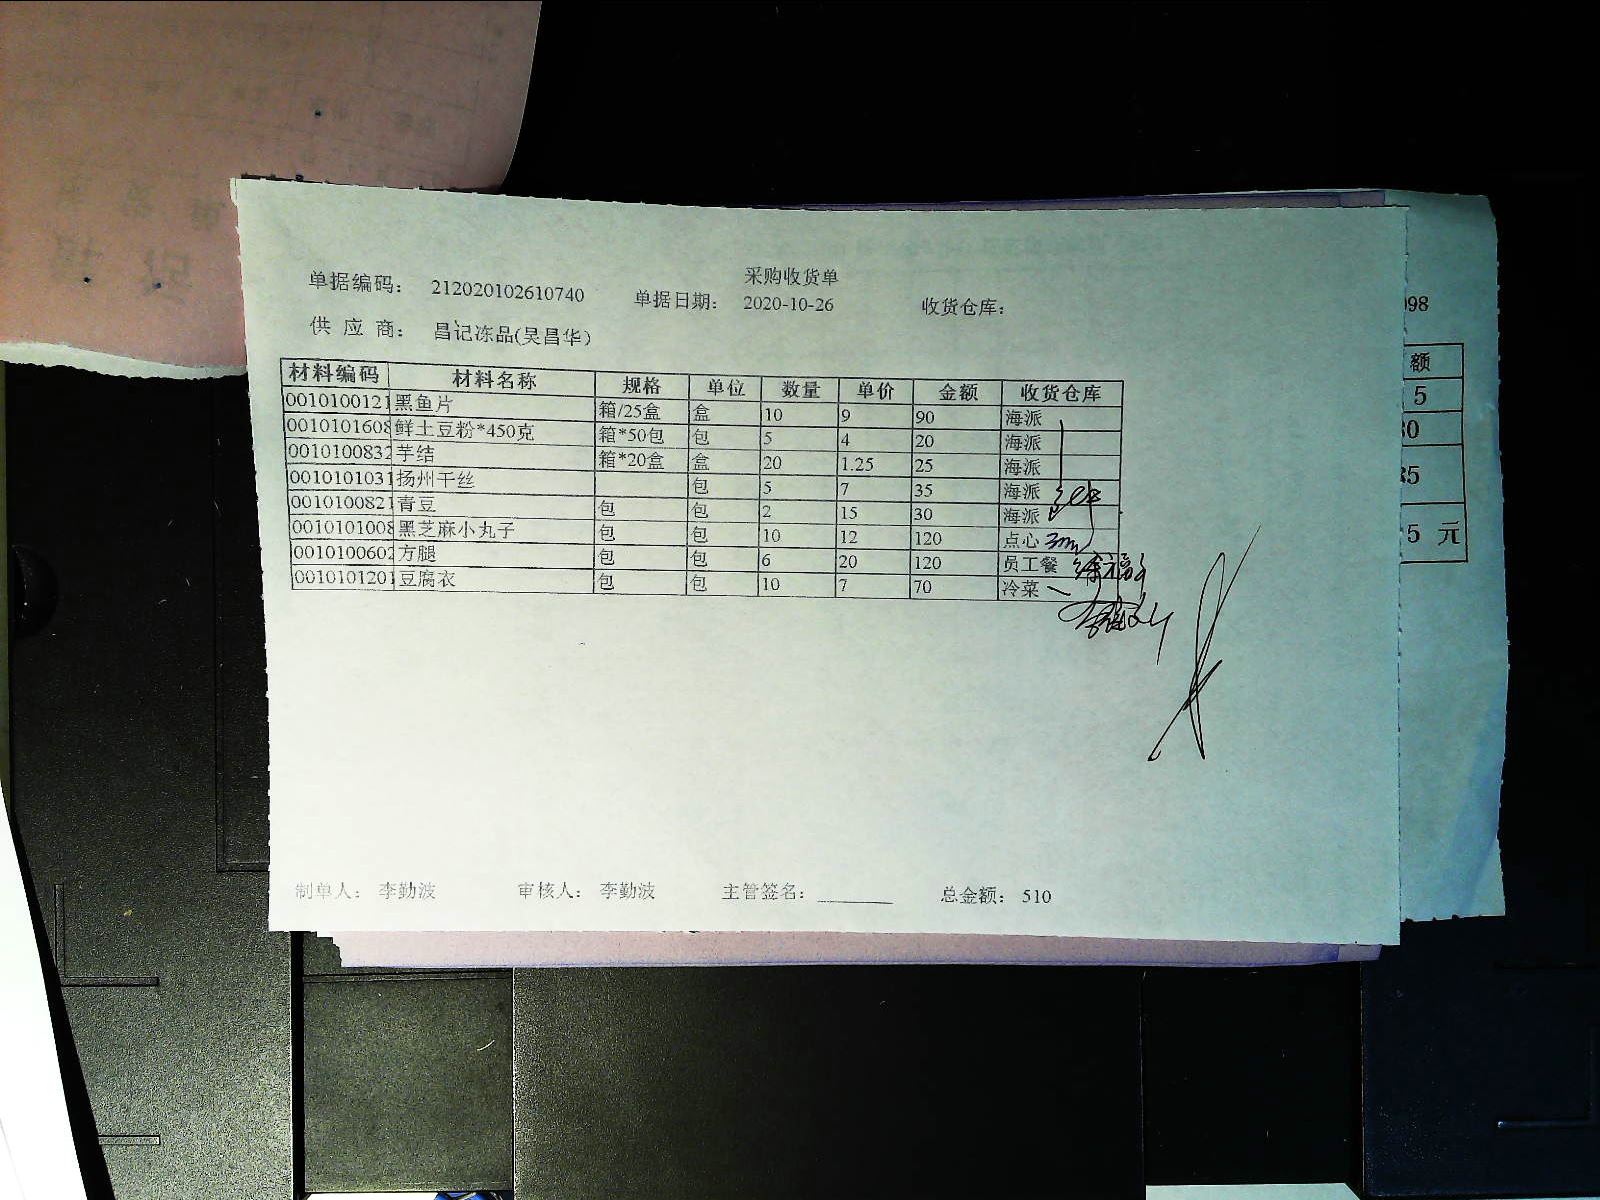 采购收货单
单据编码： 212020102610740 单据日期： 2020-10-26 收货仓库：
供 应 商： 昌记冻品(吴昌华)
材料编码 材料名称 规格 单位 数量 单价 金额 收货仓库
0010100121 黑鱼片 箱/25盒 盒 10 9 90 海派
0010101608 鲜土豆粉*450克 箱*50包 包 5 4 20 海派
0010100832 芋结 箱*20盒 盒 20 1.25 25 海派
0010101031 扬州干丝 包 5 7 35 海派
0010100821 青豆 包 包 2 15 30 海派
0010101008 黑芝麻小丸子 包 包 10 12 120 点心
0010100602 方腿 包 包 6 20 120 员工餐
0010101201 豆腐衣 包 包 10 7 70 冷菜
制单人： 李勤波 审核人： 李勤波 主管签名： 总金额： 510
098
额
5
30
35
5 元